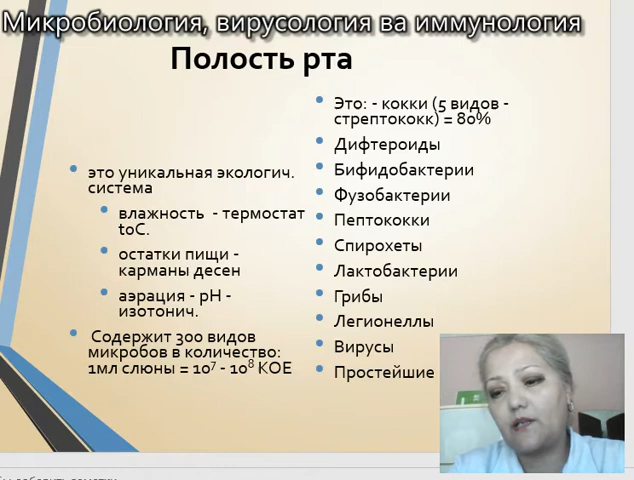 Микробиология, вирусология ва иммунология
Полость рта
это уникальная экологич.
система
влажность - термостат
toC.
остатки пищи -
карманы десен
аэрация - pH -
изотонич.
Содержит 300 видов
микробов в количество:
1мл слюны = 10⁷ - 10⁸ КОЕ
Это: - кокки (5 видов -
стрептококк) = 80%
Дифтероиды
Бифидобактерии
Фузобактерии
Пептококки
Спирохеты
Лактобактерии
Грибы
Легионеллы
Вирусы
Простейшие